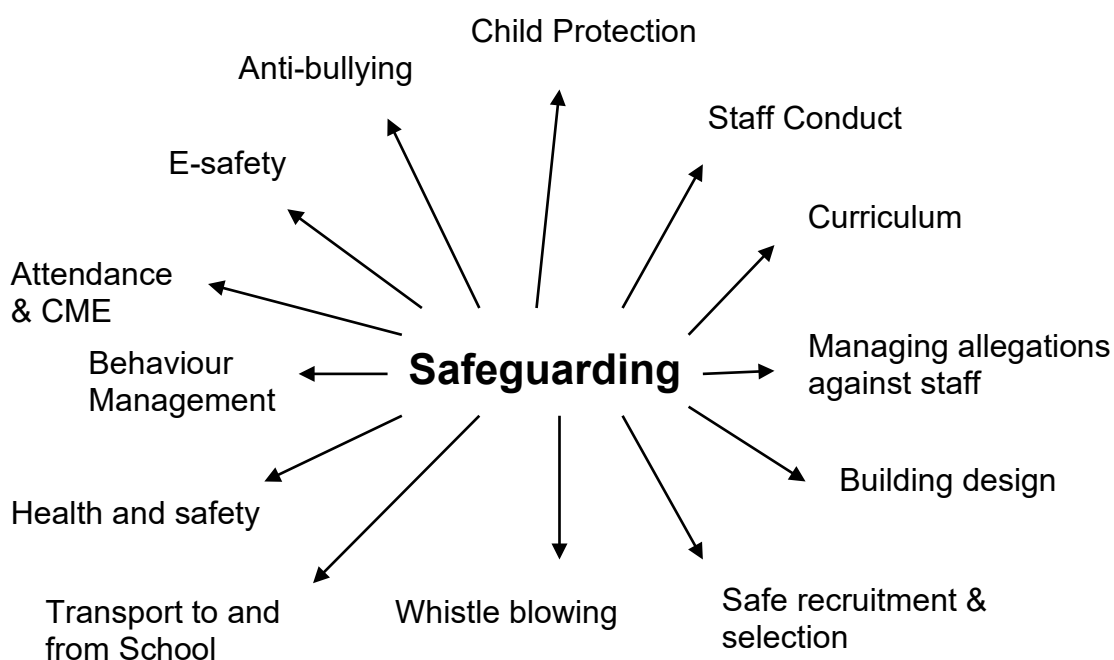 Child Protection
Anti-bullying
Staff Conduct
E-safety
Curriculum
Attendance
& CME
Managing allegations
against staff
Behaviour
Management
Safeguarding
Building design
Health and safety
Safe recruitment &
selection
Transport to and
from School
Whistle blowing